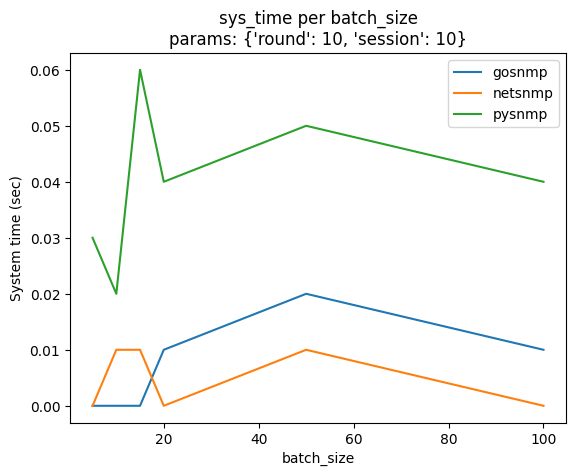 sys_time per batch_size
params: {'round': 10, 'session': 10}
gosnmp
netsnmp
pysnmp
System time (sec)
0.06
0.05
0.04
0.03
0.02
0.01
0.00
20 40 60 80 100
batch_size